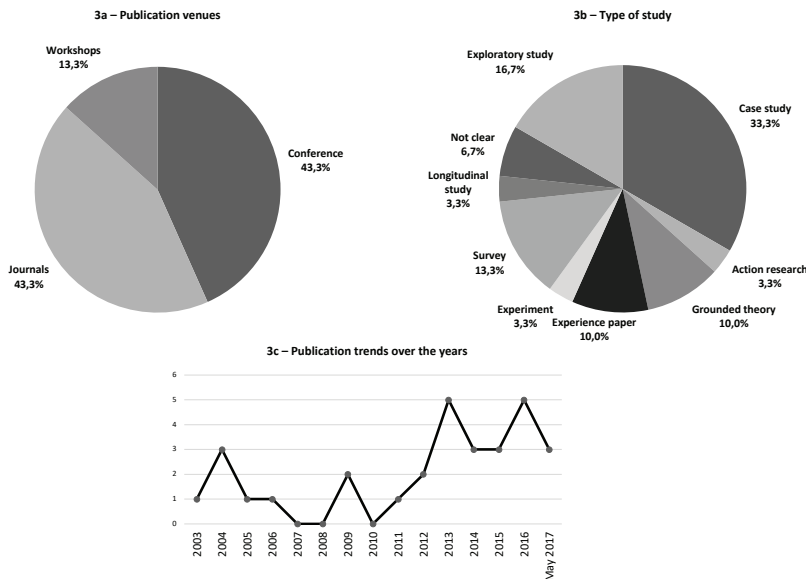 3a – Publication venues
Workshops
13,3%
Conference
43,3%
Journals
43,3%
3b – Type of study
Exploratory study
16,7%
Case study
33,3%
Not clear
6,7%
Longitudinal
study
3,3%
Survey
13,3%
Experiment
3,3%
Experience paper
10,0%
Grounded theory
10,0%
Action research
3,3%
3c – Publication trends over the years
6
5
4
3
2
1
0
2003
2004
2005
2006
2007
2008
2009
2010
2011
2012
2013
2014
2015
2016
May 2017